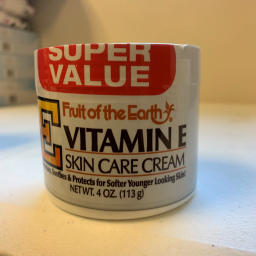 SUPER
VALUE
Fruit of the Earth
E
VITAMIN E
SKIN CARE CREAM
& Protects for Softer Younger Looking Skin!
NET WT. 4 OZ. (113 g)